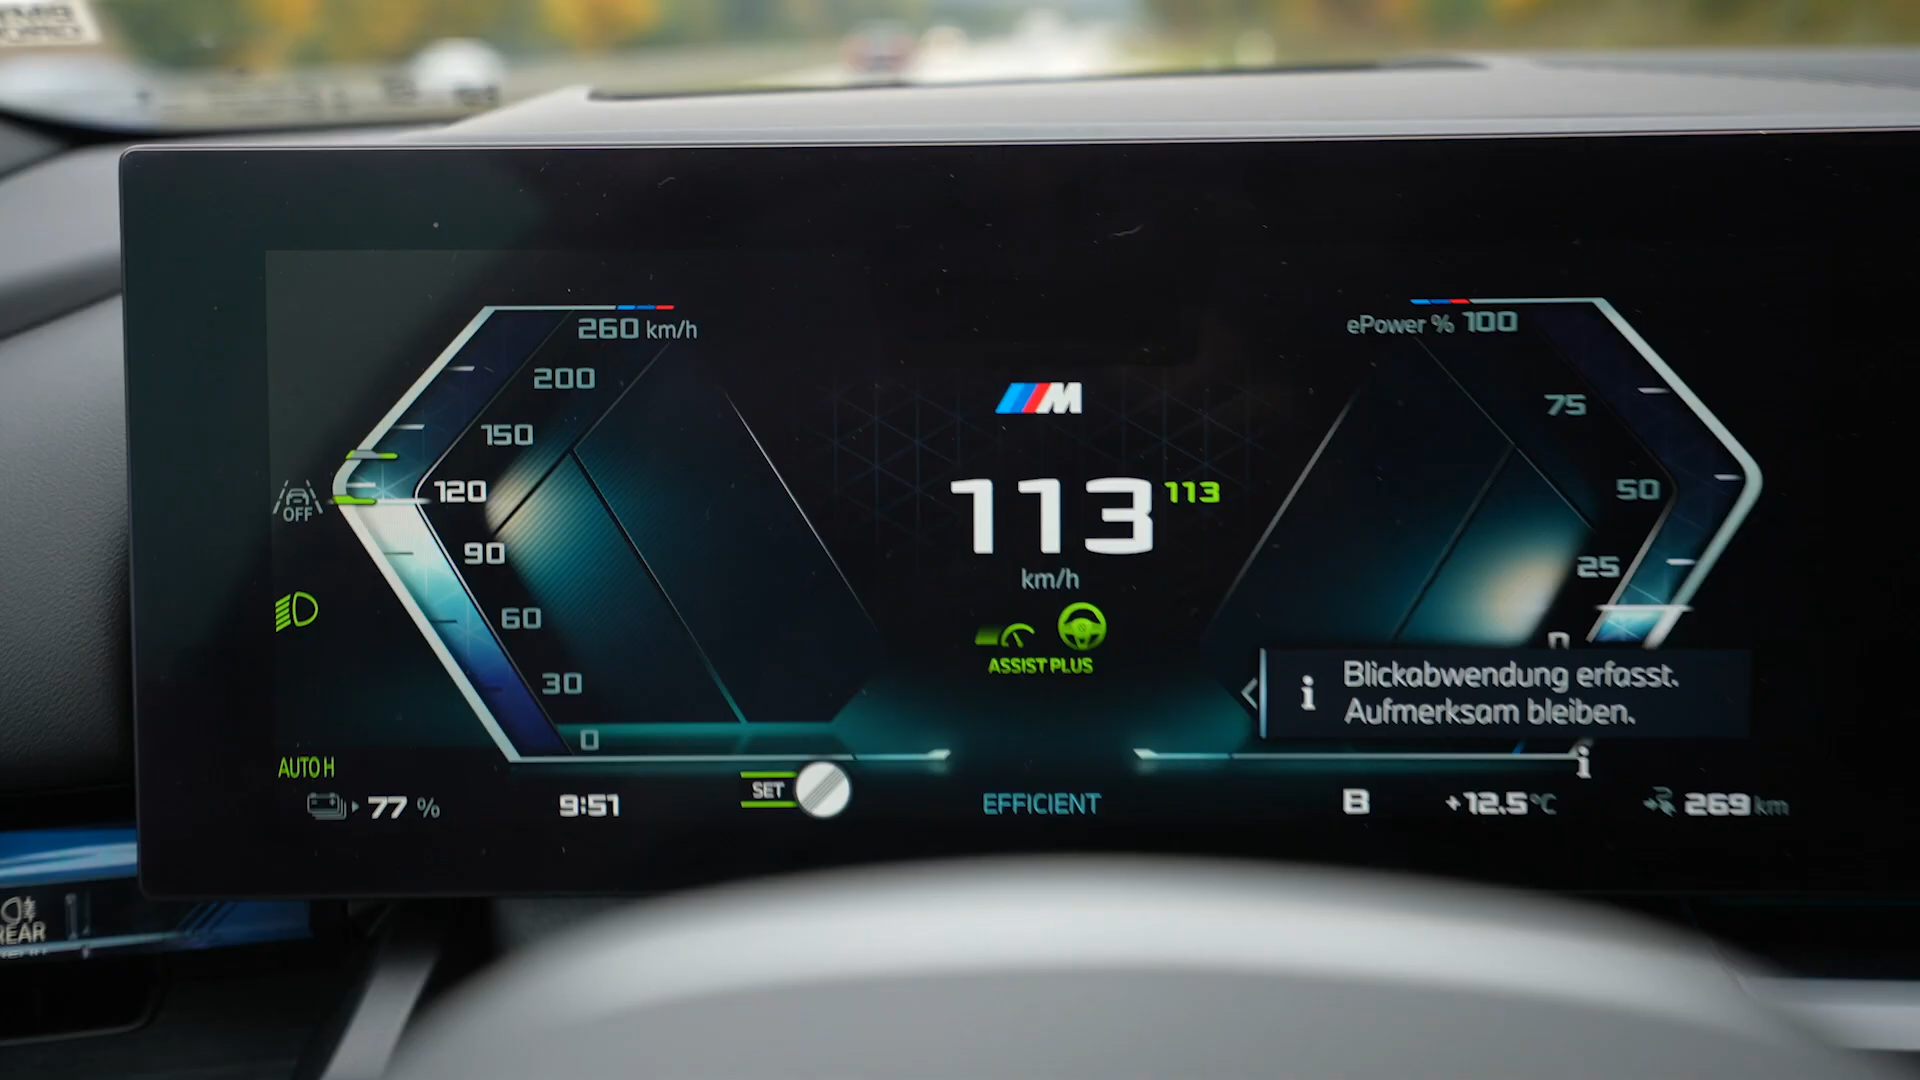 260 km/h
200
150
120
90
60
30
0
OFF
AUTO H
77 %
9:51
SET
M
113 113
km/h
ASSIST PLUS
EFFICIENT
ePower % 100
75
50
25
0
Blickabwendung erfasst.
Aufmerksam bleiben.
B
+12.5°C
269 km
REAR